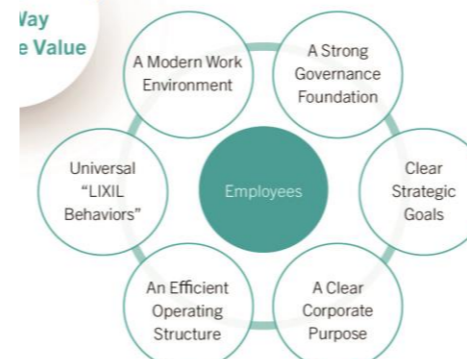 Way
e Value
A Modern Work
Environment
A Strong
Governance
Foundation
Universal
“LIXIL
Behaviors”
Employees
Clear
Strategic
Goals
An Efficient
Operating
Structure
A Clear
Corporate
Purpose